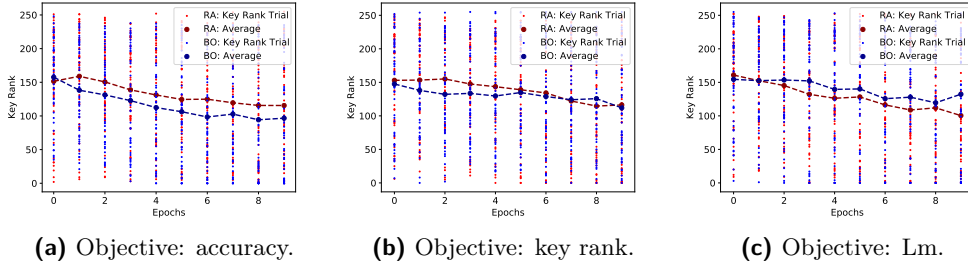 RA: Key Rank Trial
RA: Average
BO: Key Rank Trial
BO: Average
250
200
150
100
50
0
Key Rank
0 2 4 6 8
Epochs
(a) Objective: accuracy.
RA: Key Rank Trial
RA: Average
BO: Key Rank Trial
BO: Average
250
200
150
100
50
0
Key Rank
0 2 4 6 8
Epochs
(b) Objective: key rank.
RA: Key Rank Trial
RA: Average
BO: Key Rank Trial
BO: Average
250
200
150
100
50
0
Key Rank
0 2 4 6 8
Epochs
(c) Objective: Lm.